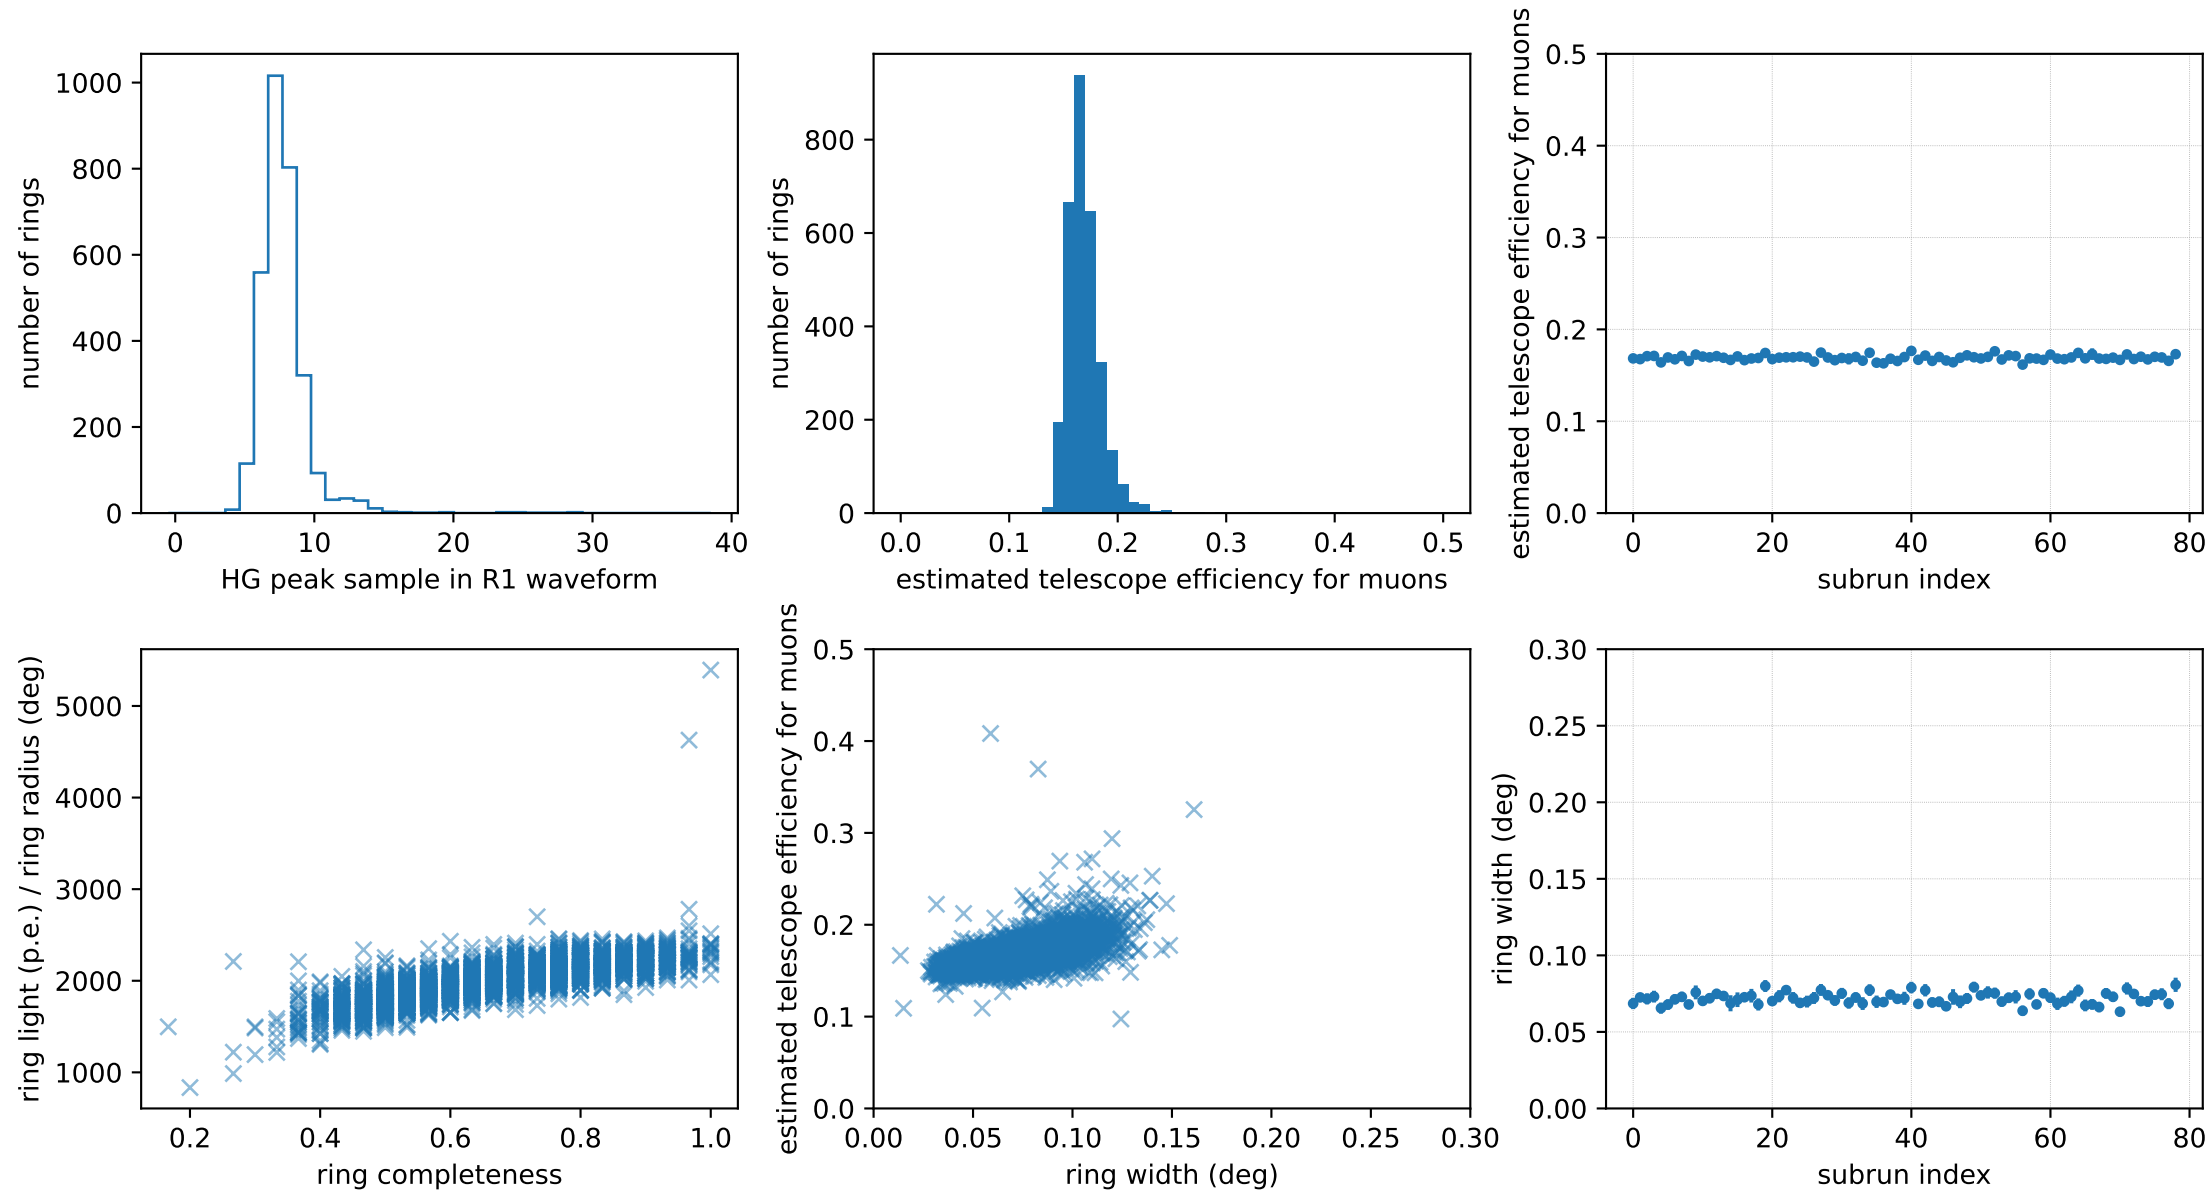 1000
800
600
400
200
0
number of rings
0 10 20 30 40
HG peak sample in R1 waveform
800
600
400
200
0
number of rings
0.0 0.1 0.2 0.3 0.4 0.5
estimated telescope efficiency for muons
0.5
0.4
0.3
0.2
0.1
0.0
estimated telescope efficiency for muons
0 20 40 60 80
subrun index
5000
4000
3000
2000
1000
ring light (p.e.) / ring radius (deg)
0.2 0.4 0.6 0.8 1.0
ring completeness
0.5
0.4
0.3
0.2
0.1
0.0
estimated telescope efficiency for muons
0.00 0.05 0.10 0.15 0.20 0.25 0.30
ring width (deg)
0.30
0.25
0.20
0.15
0.10
0.05
0.00
ring width (deg)
0 20 40 60 80
subrun index